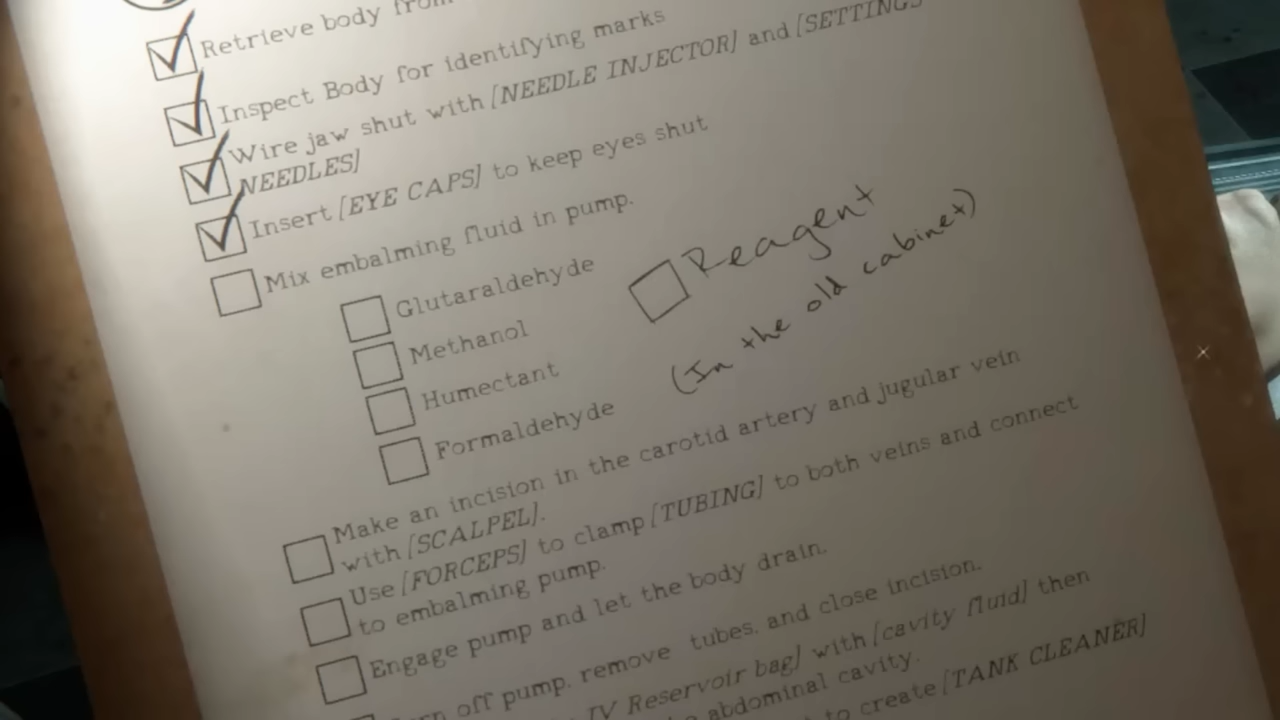 Retrieve body from
Inspect Body for identifying marks
Wire jaw shut with [NEEDLE INJECTOR] and [SETTING
NEEDLES]
Insert [EYE CAPS] to keep eyes shut
Mix embalming fluid in pump.
Glutaraldehyde
Methanol
Humectant
Formaldehyde
Reagent
(In the old cabinet)
Make an incision in the carotid artery and jugular vein
with [SCALPEL].
Use [FORCEPS] to clamp [TUBING] to both veins and connect
to embalming pump.
Engage pump and let the body drain.
off pump, remove tubes, and close incision.
IV Reservoir bag] with [cavity fluid] then
abdominal cavity.
to create [TANK CLEANER]